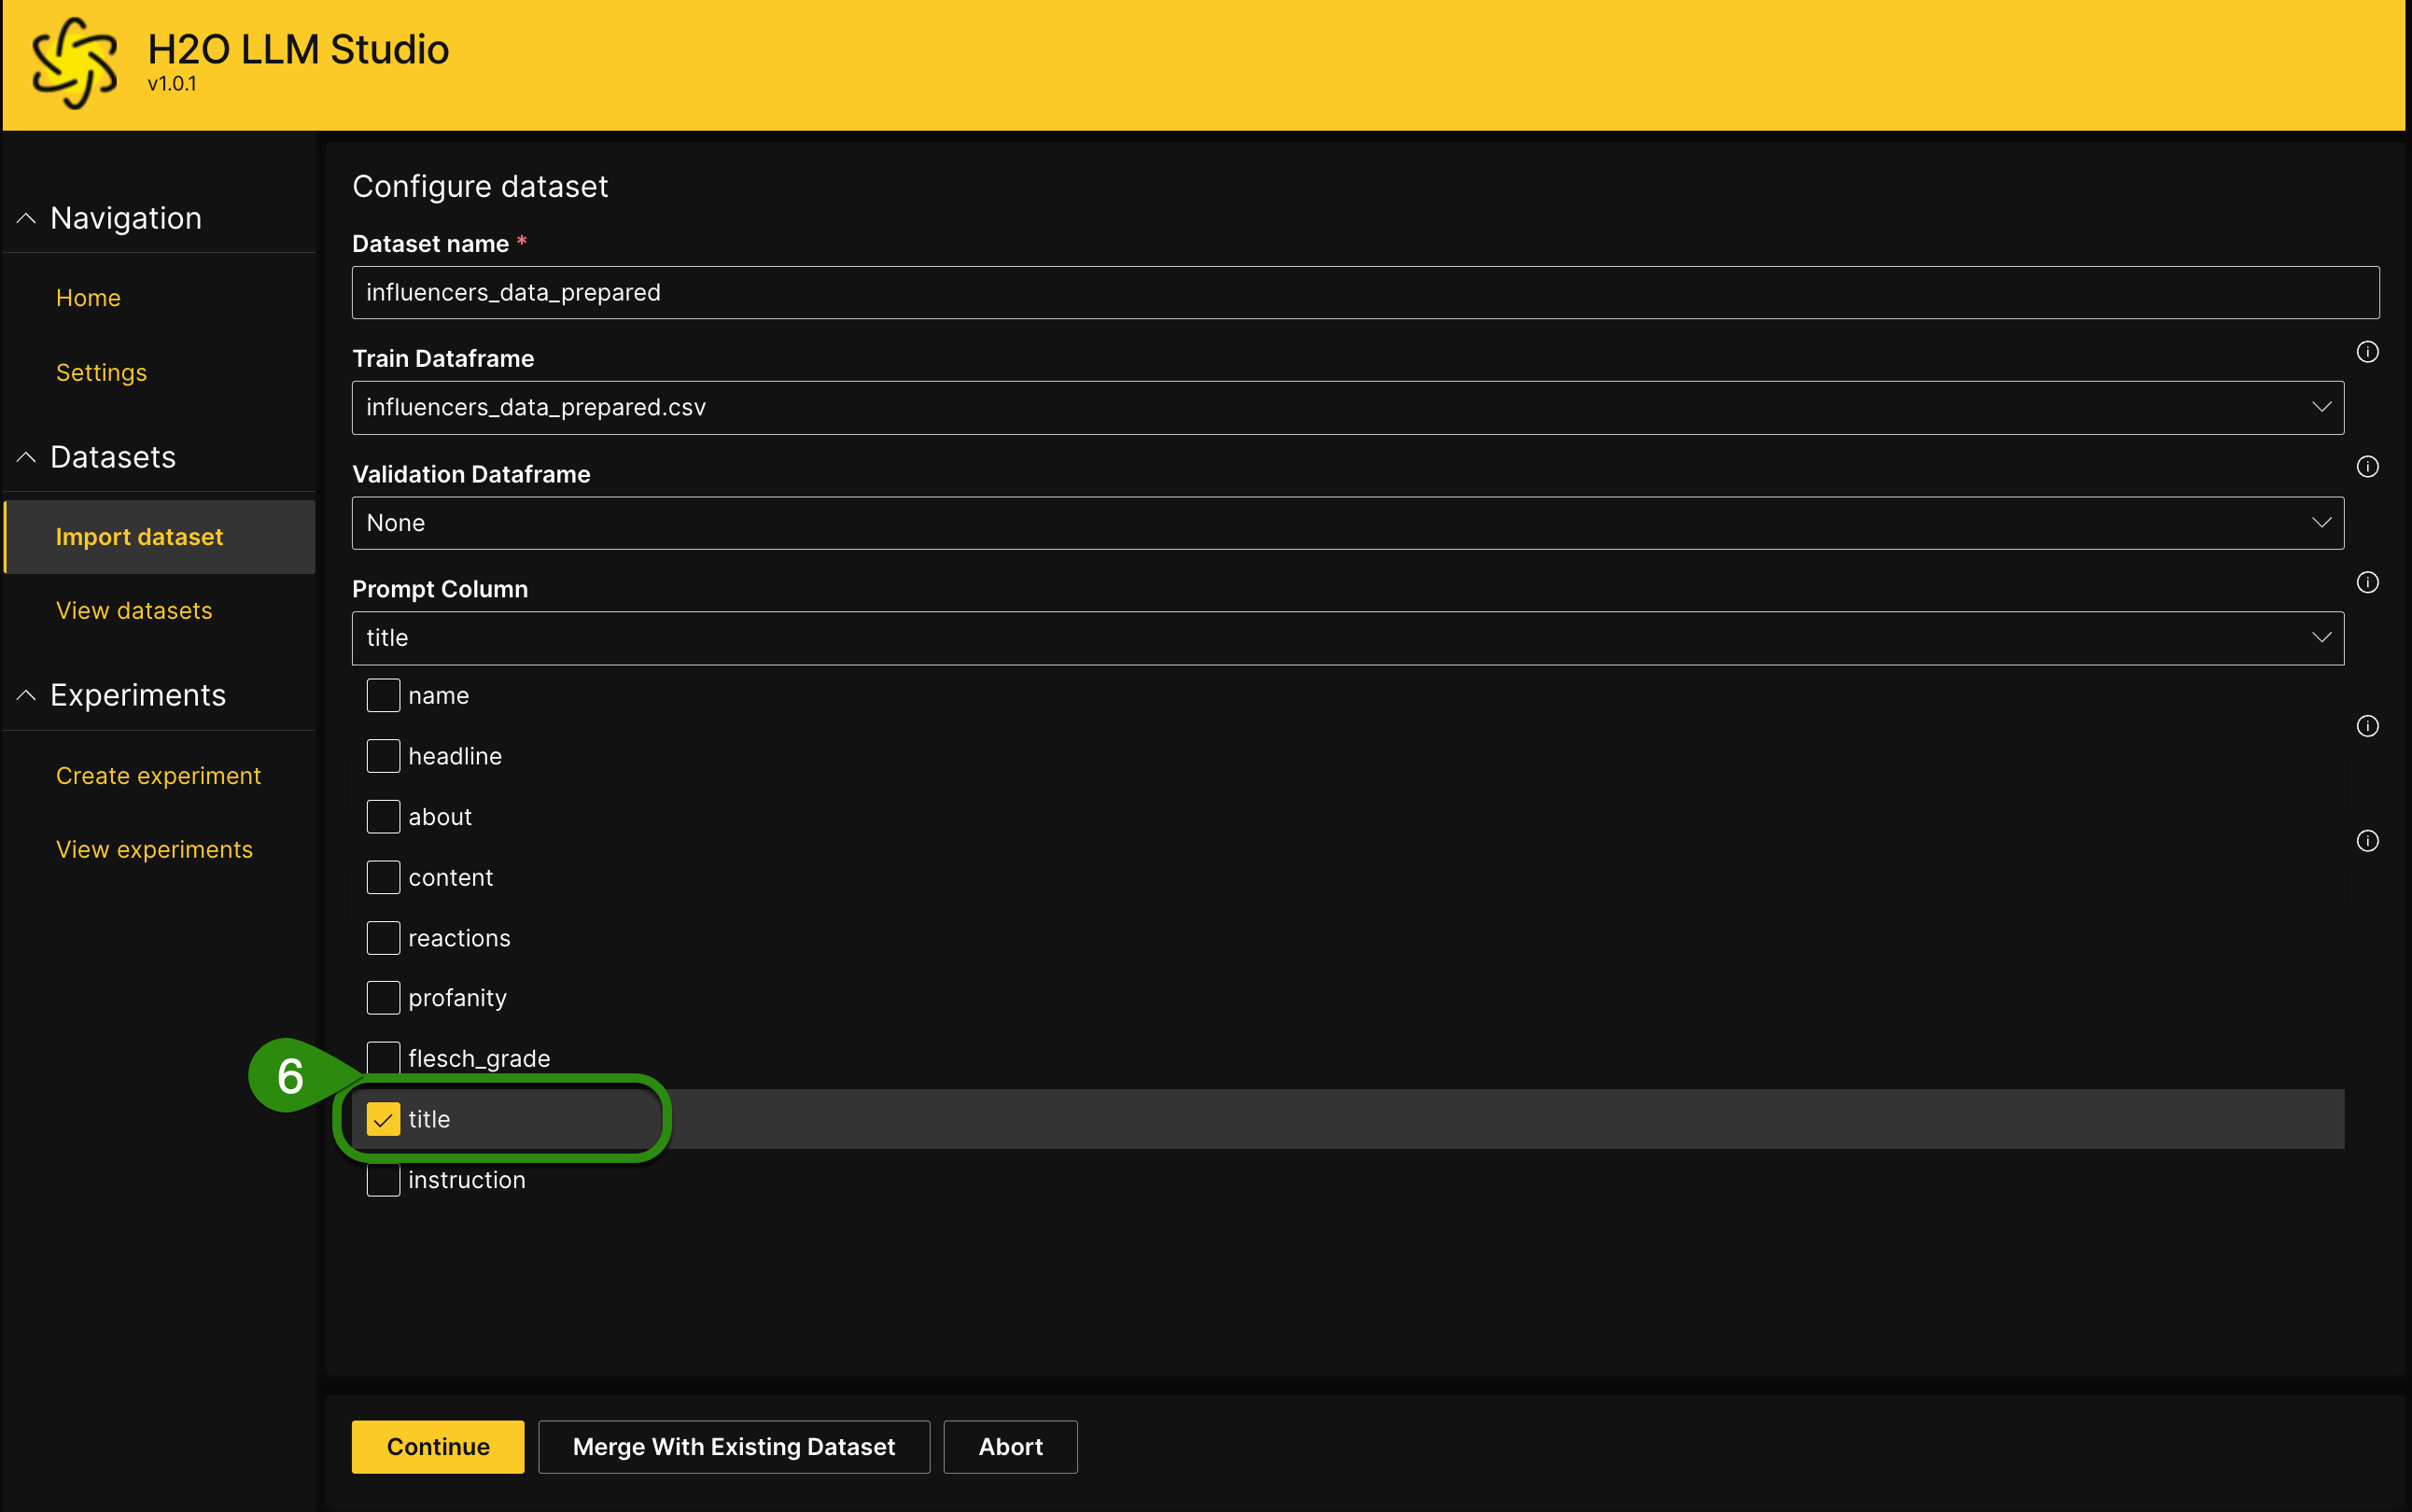 H2O LLM Studio
v1.0.1
Navigation
Home
Settings
Datasets
Import dataset
View datasets
Experiments
Create experiment
View experiments
Configure dataset
Dataset name *
influencers_data_prepared
Train Dataframe
influencers_data_prepared.csv
Validation Dataframe
None
Prompt Column
title
name
headline
about
content
reactions
profanity
flesch_grade
6
title
instruction
Continue
Merge With Existing Dataset
Abort